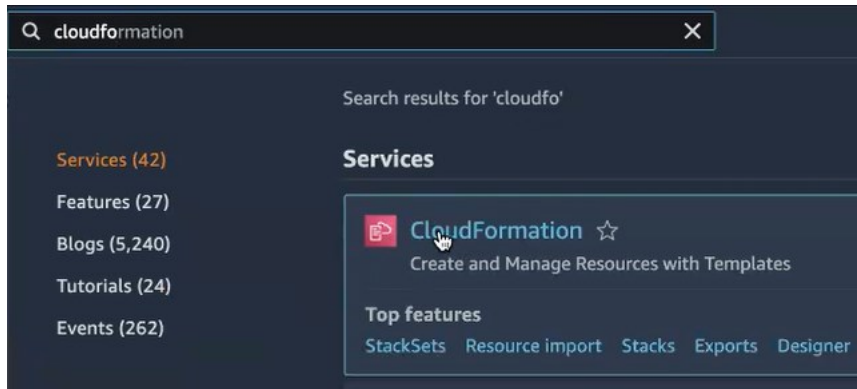 cloudformation
Search results for 'cloudfo'
Services (42)
Features (27)
Blogs (5,240)
Tutorials (24)
Events (262)
Services
CloudFormation
Create and Manage Resources with Templates
Top features
StackSets Resource import Stacks Exports Designer